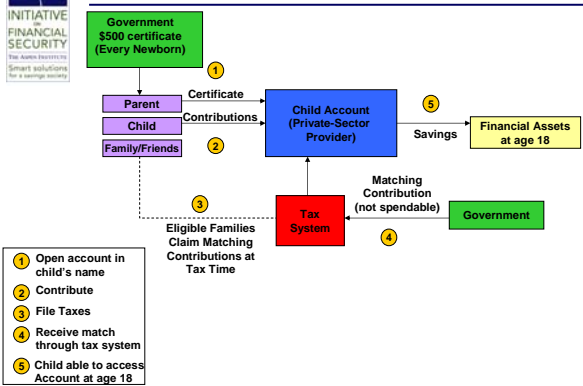 INITIATIVE
on
FINANCIAL
SECURITY
THE ASPEN INSTITUTE
Smart solutions
for a savings society
Government
$500 certificate
(Every Newborn)
1
Parent
Child
Family/Friends
Certificate
Contributions
2
Child Account
(Private-Sector
Provider)
5
Savings
Financial Assets
at age 18
3
Eligible Families
Claim Matching
Contributions at
Tax Time
Tax
System
Matching
Contribution
(not spendable)
4
Government
1 Open account in
child's name
2 Contribute
3 File Taxes
4 Receive match
through tax system
5 Child able to access
Account at age 18